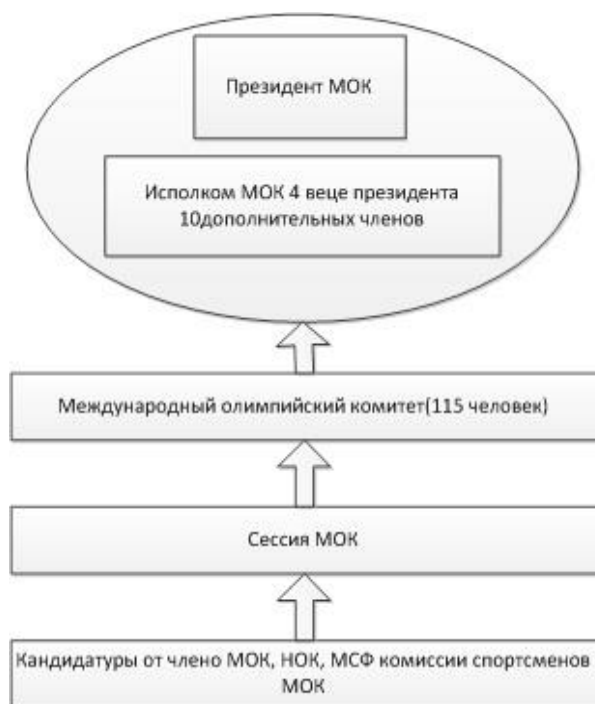 Президент МОК
Исполком МОК 4 веце президента
10дополнительных членов
Международный олимпийский комитет(115 человек)
Сессия МОК
Кандидатуры от члено МОК, НОК, МСФ комиссии спортсменов
МОК